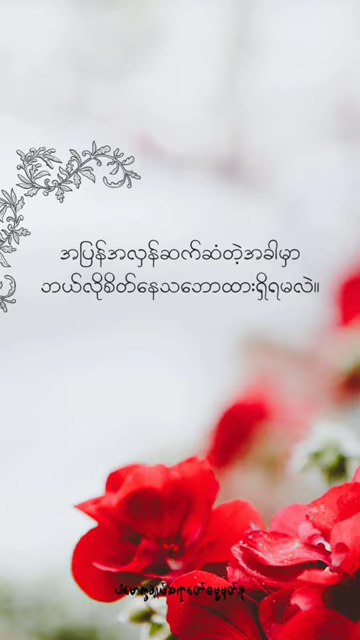 အပြန်အလှန်ဆက်ဆံတဲ့အခါမှာ
ဘယ်လိုစိတ်နေသဘောထားရှိရမလဲ။